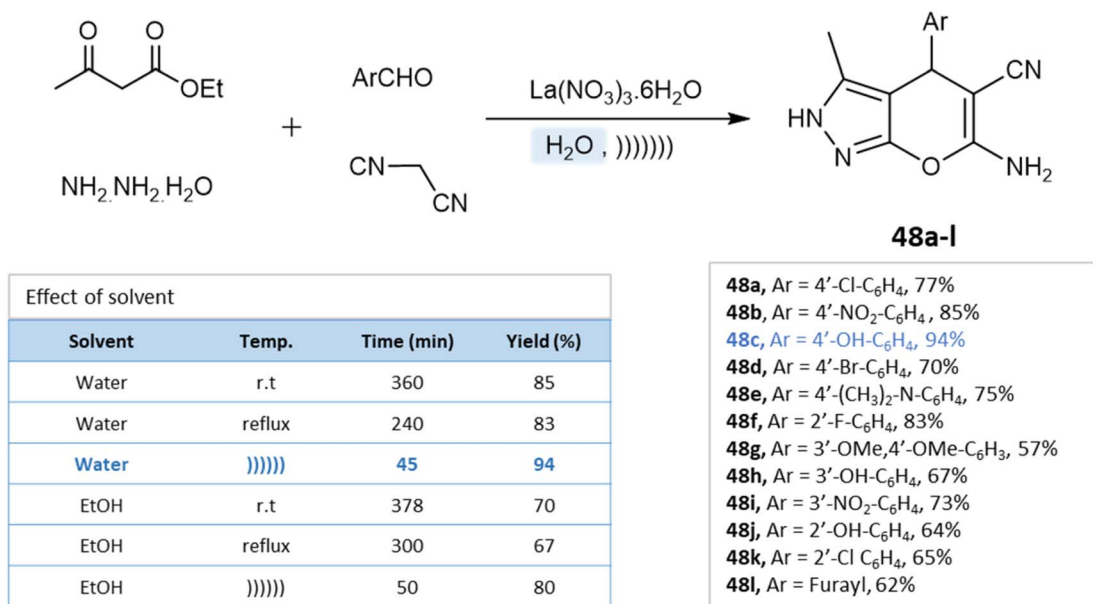 O O
OEt
NH₂.NH₂.H₂O
+
ArCHO
CN
CN
La(NO₃)₃.6H₂O
H₂O , )))))))
Ar
CN
HN
N
O
NH₂
48a-l
Effect of solvent
Solvent Temp. Time (min) Yield (%)
Water r.t 360 85
Water reflux 240 83
Water )))))) 45 94
EtOH r.t 378 70
EtOH reflux 300 67
EtOH )))))) 50 80
48a, Ar = 4’-Cl-C₆H₄, 77%
48b, Ar = 4’-NO₂-C₆H₄ , 85%
48c, Ar = 4’-OH-C₆H₄, 94%
48d, Ar = 4’-Br-C₆H₄, 70%
48e, Ar = 4’-(CH₃)₂-N-C₆H₄, 75%
48f, Ar = 2’-F-C₆H₄, 83%
48g, Ar = 3’-OMe,4’-OMe-C₆H₃, 57%
48h, Ar = 3’-OH-C₆H₄, 67%
48i, Ar = 3’-NO₂-C₆H₄, 73%
48j, Ar = 2’-OH-C₆H₄, 64%
48k, Ar = 2’-Cl C₆H₄, 65%
48l, Ar = Furayl, 62%